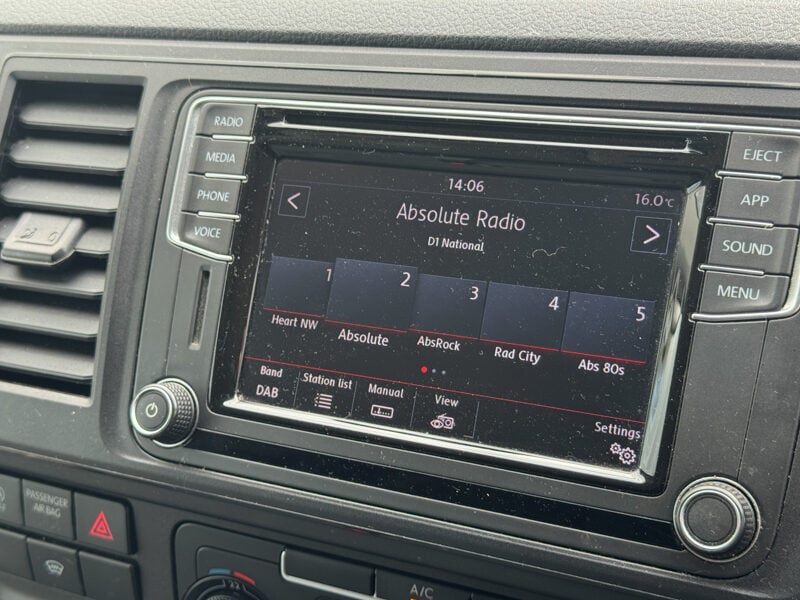 RADIO
MEDIA
PHONE
VOICE
14:06
16.0°C
<
Absolute Radio
>
D1 National
1
2
3
4
5
Heart NW
Absolute
AbsRock
Rad City
Abs 80s
Band
DAB
Station list
Manual
View
Settings
EJECT
APP
SOUND
MENU
PASSENGER
AIR BAG
A/C